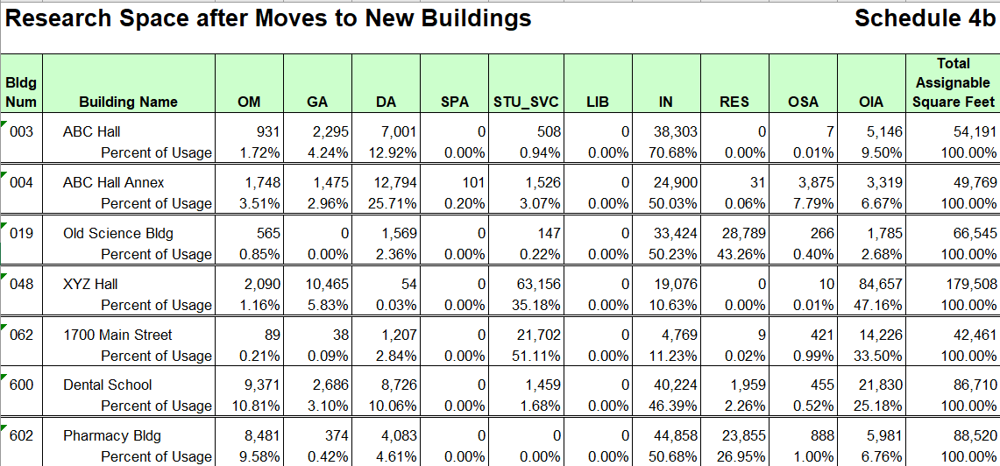 Research Space after Moves to New Buildings Schedule 4b
Total
Bldg Assignable
Num Building Name OM GA DA SPA STU_SVC LIB IN RES OSA OIA Square Feet
003 ABC Hall 931 2,295 7,001 0 508 0 38,303 0 7 5,146 54,191
Percent of Usage 1.72% 4.24% 12.92% 0.00% 0.94% 0.00% 70.68% 0.00% 0.01% 9.50% 100.00%
004 ABC Hall Annex 1,748 1,475 12,794 101 1,526 0 24,900 31 3,875 3,319 49,769
Percent of Usage 3.51% 2.96% 25.71% 0.20% 3.07% 0.00% 50.03% 0.06% 7.79% 6.67% 100.00%
019 Old Science Bldg 565 0 1,569 0 147 0 33,424 28,789 266 1,785 66,545
Percent of Usage 0.85% 0.00% 2.36% 0.00% 0.22% 0.00% 50.23% 43.26% 0.40% 2.68% 100.00%
048 XYZ Hall 2,090 10,465 54 0 63,156 0 19,076 0 10 84,657 179,508
Percent of Usage 1.16% 5.83% 0.03% 0.00% 35.18% 0.00% 10.63% 0.00% 0.01% 47.16% 100.00%
062 1700 Main Street 89 38 1,207 0 21,702 0 4,769 9 421 14,226 42,461
Percent of Usage 0.21% 0.09% 2.84% 0.00% 51.11% 0.00% 11.23% 0.02% 0.99% 33.50% 100.00%
600 Dental School 9,371 2,686 8,726 0 1,459 0 40,224 1,959 455 21,830 86,710
Percent of Usage 10.81% 3.10% 10.06% 0.00% 1.68% 0.00% 46.39% 2.26% 0.52% 25.18% 100.00%
602 Pharmacy Bldg 8,481 374 4,083 0 0 0 44,858 23,855 888 5,981 88,520
Percent of Usage 9.58% 0.42% 4.61% 0.00% 0.00% 0.00% 50.68% 26.95% 1.00% 6.76% 100.00%